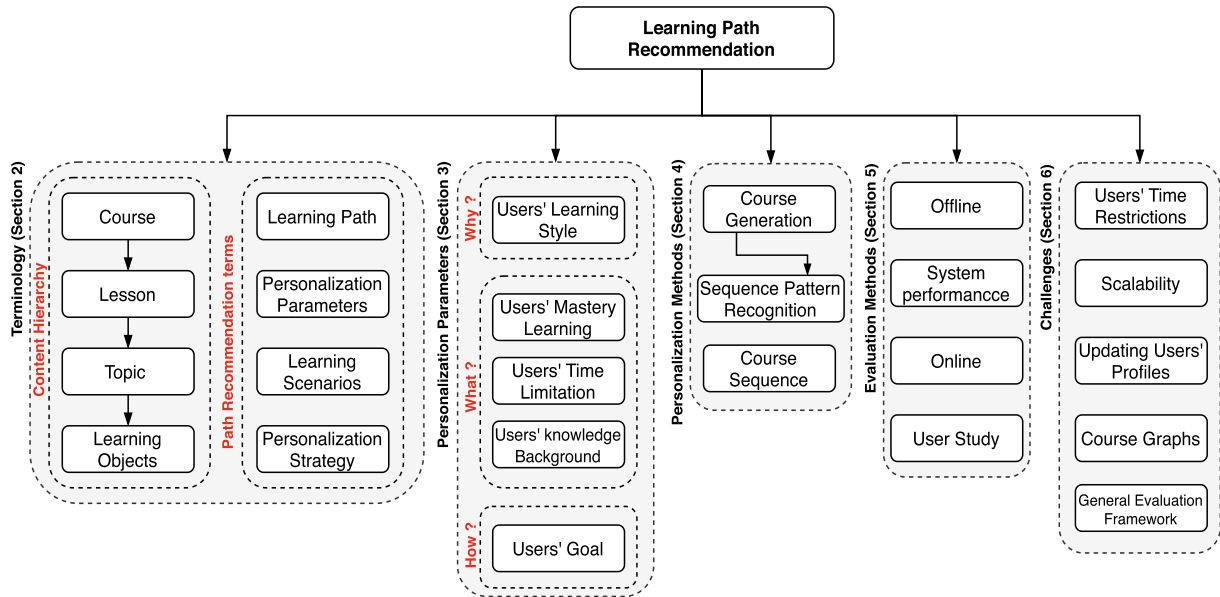 Learning Path
Recommendation
Terminology (Section 2)
Content Hierarchy
Course
Lesson
Topic
Learning
Objects
Path Recommendation terms
Learning Path
Personalization
Parameters
Learning
Scenarios
Personalization
Strategy
Personalization Parameters (Section 3)
Why ?
Users' Learning
Style
What ?
Users' Mastery
Learning
Users' Time
Limitation
Users' knowledge
Background
How ?
Users' Goal
Personalization Methods (Section 4)
Course
Generation
Sequence Pattern
Recognition
Course
Sequence
Evaluation Methods (Section 5)
Offline
System
performancce
Online
User Study
Challenges (Section 6)
Users' Time
Restrictions
Scalability
Updating Users'
Profiles
Course Graphs
General Evaluation
Framework